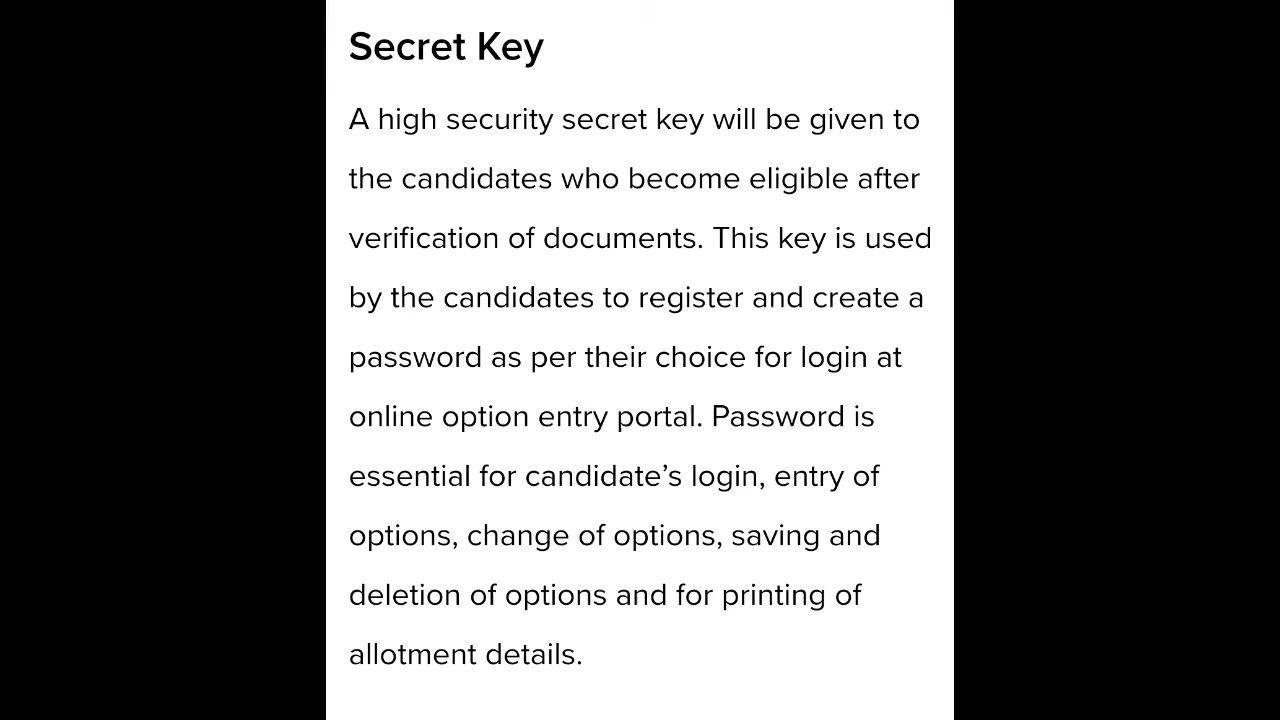 Secret Key
A high security secret key will be given to
the candidates who become eligible after
verification of documents. This key is used
by the candidates to register and create a
password as per their choice for login at
online option entry portal. Password is
essential for candidate’s login, entry of
options, change of options, saving and
deletion of options and for printing of
allotment details.